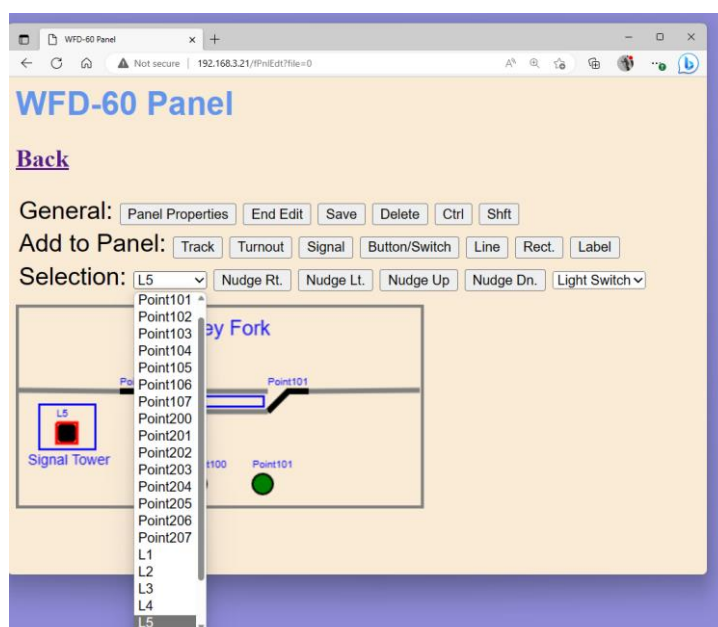 WFD-60 Panel
Not secure 192.168.3.21/fPnlEdt?file=0
WFD-60 Panel
Back
General: Panel Properties End Edit Save Delete Ctrl Shft
Add to Panel: Track Turnout Signal Button/Switch Line Rect. Label
Selection: L5 Nudge Rt. Nudge Lt. Nudge Up Nudge Dn. Light Switch
Point101
Point102
Point103
Point104
Point105
Point106
Point107
Point200
Point201
Point202
Point203
Point204
Point205
Point206
Point207
L1
L2
L3
L4
L5
ey Fork
Po
Point101
L5
Signal Tower
t100 Point101